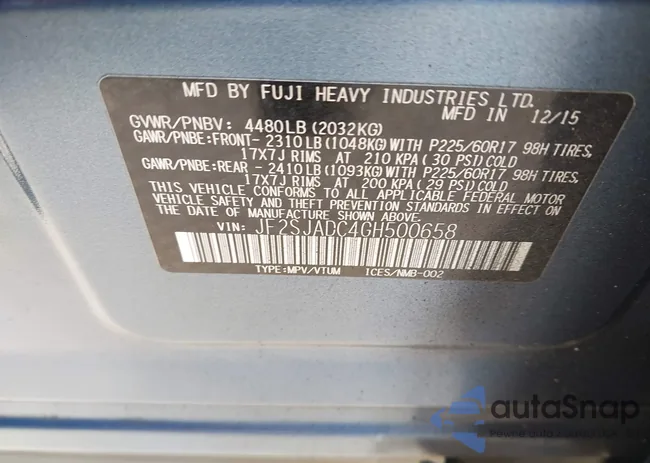 MFD BY FUJI HEAVY INDUSTRIES LTD.
MFD IN 12/15
GVWR/PNBV: 4480LB(2032KG)
GAWR/PNBE:FRONT- 2310LB(1048KG)WITH P225/60R17 98H TIRES,
17X7J RIMS AT 210 KPA(30 PSI)COLD
GAWR/PNBE:REAR - 2410LB(1093KG)WITH P225/60R17 98H TIRES,
17X7J RIMS AT 200 KPA(29 PSI)COLD
THIS VEHICLE CONFORMS TO ALL APPLICABLE FEDERAL MOTOR
VEHICLE SAFETY AND THEFT PREVENTION STANDARDS IN EFFECT ON
THE DATE OF MANUFACTURE SHOWN ABOVE.
VIN: JF2SJADC4GH500658
TYPE:MPV/VTUM ICES/NMB-002
autoSnap